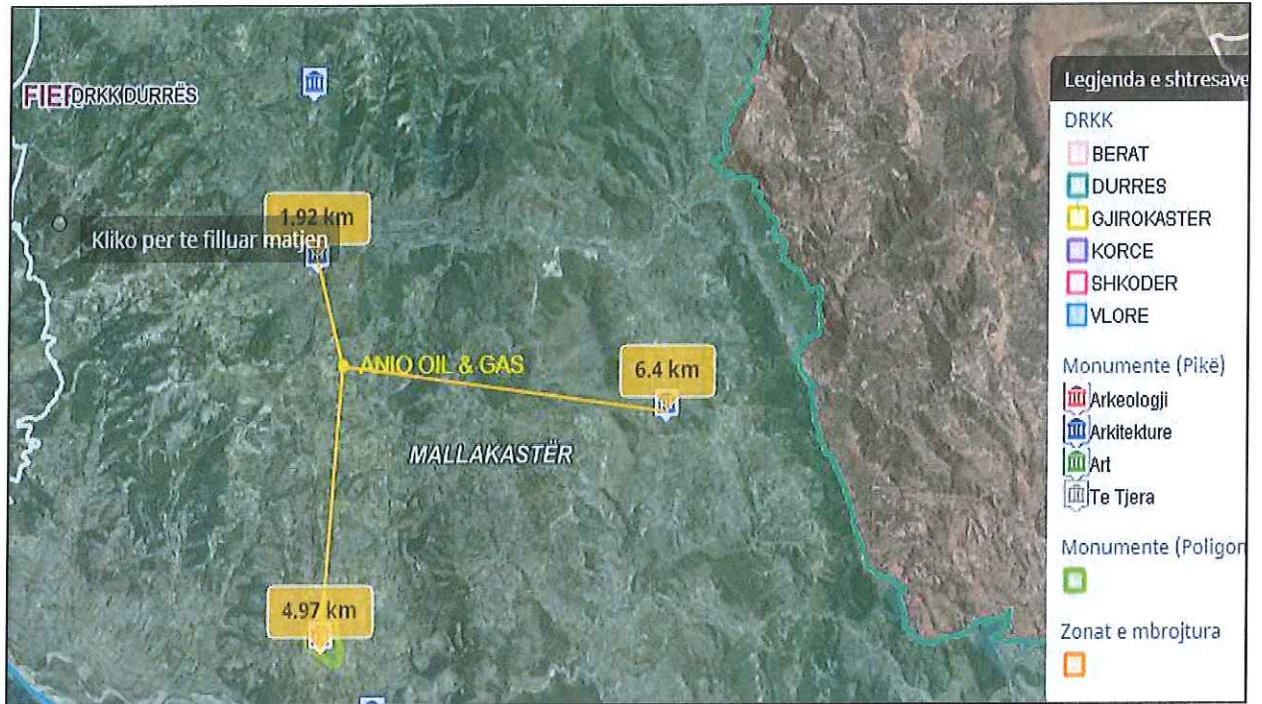 FIER
DRKK DURRËS
1.92 km
Kliko per te filluar matjen
ANIO OIL & GAS
6.4 km
MALLAKASTËR
4.97 km
Legjenda e shtresave
DRKK
BERAT
DURRES
GJIROKASTER
KORCE
SHKODER
VLORE
Monumente (Pikë)
Arkeologji
Arkitekture
Art
Te Tjera
Monumente (Poligon
Zonat e mbrojtura